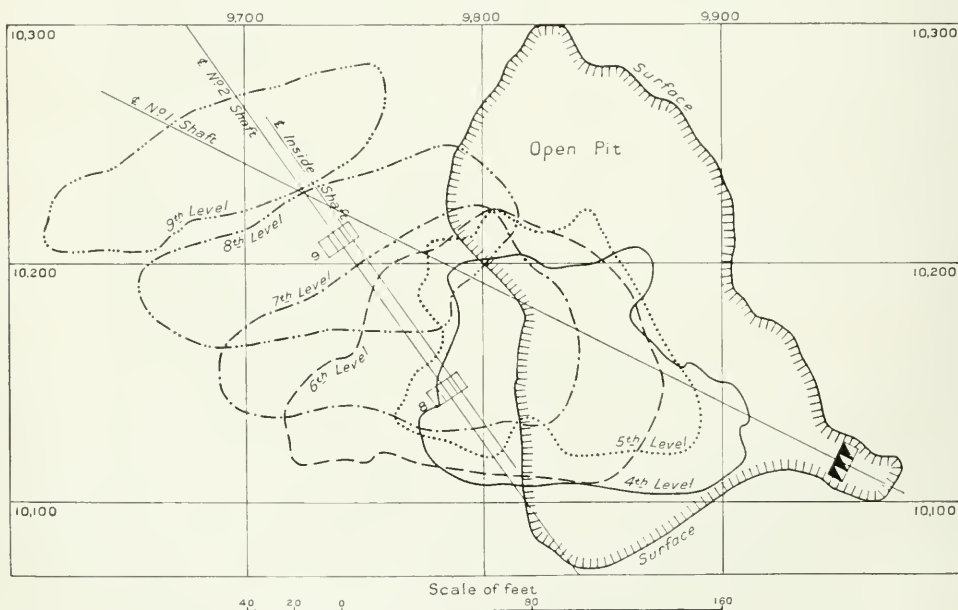 9,700 9,800 9,900
10,300 10,300
℄ No. 2 Shaft
℄ No. 1 Shaft
℄ Inside Shaft
Surface
Open Pit
9th Level
8th Level
9
10,200 10,200
7th Level
6th Level
8
5th Level
4th Level
10,100 10,100
Surface
Scale of feet
40 20 0 80 160